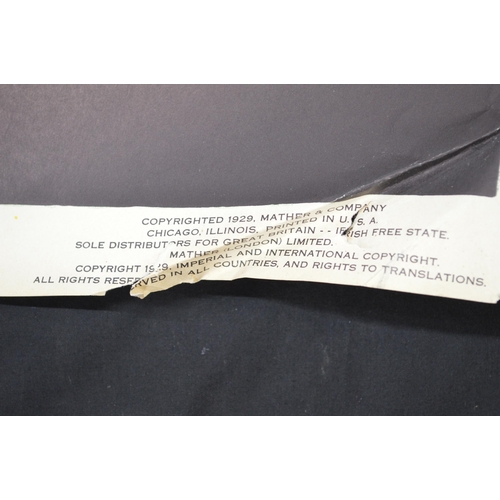 COPYRIGHTED 1929, MATHER & COMPANY
CHICAGO, ILLINOIS. PRINTED IN U.S.A.
SOLE DISTRIBUTORS FOR GREAT BRITAIN -- IRISH FREE STATE,
MATHER (LONDON) LIMITED.
COPYRIGHT 1929, IMPERIAL AND INTERNATIONAL COPYRIGHT.
ALL RIGHTS RESERVED IN ALL COUNTRIES, AND RIGHTS TO TRANSLATIONS.